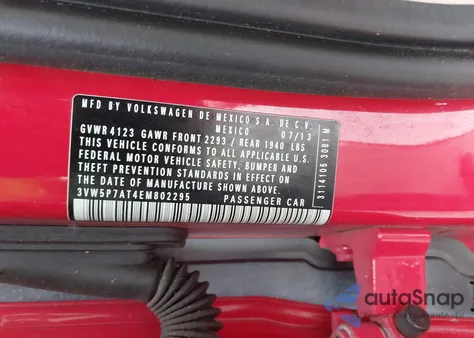 MFD BY VOLKSWAGEN DE MEXICO S.A. DE C.V.
MEXICO 07/13
GVWR 4123 GAWR FRONT 2293 / REAR 1940 LBS
THIS VEHICLE CONFORMS TO ALL APPLICABLE U.S.
FEDERAL MOTOR VEHICLE SAFETY, BUMPER AND
THEFT PREVENTION STANDARDS IN EFFECT ON
THE DATE OF MANUFACTURE SHOWN ABOVE.
3VW5P7AT4EM802295 PASSENGER CAR
3114105 3081 M
autoSnap